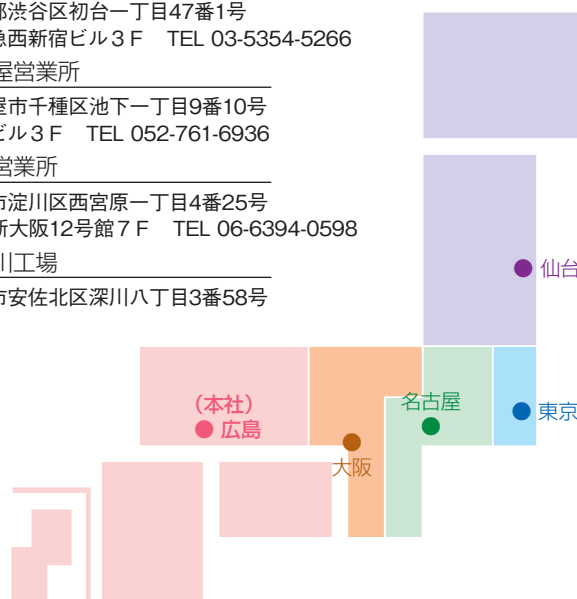 都渋谷区初台一丁目47番1号
急西新宿ビル3F TEL 03-5354-5266
屋営業所
屋市千種区池下一丁目9番10号
ビル3F TEL 052-761-6936
営業所
市淀川区西宮原一丁目4番25号
新大阪12号館7F TEL 06-6394-0598
川工場
市安佐北区深川八丁目3番58号
仙台
(本社)
広島
名古屋
東京
大阪